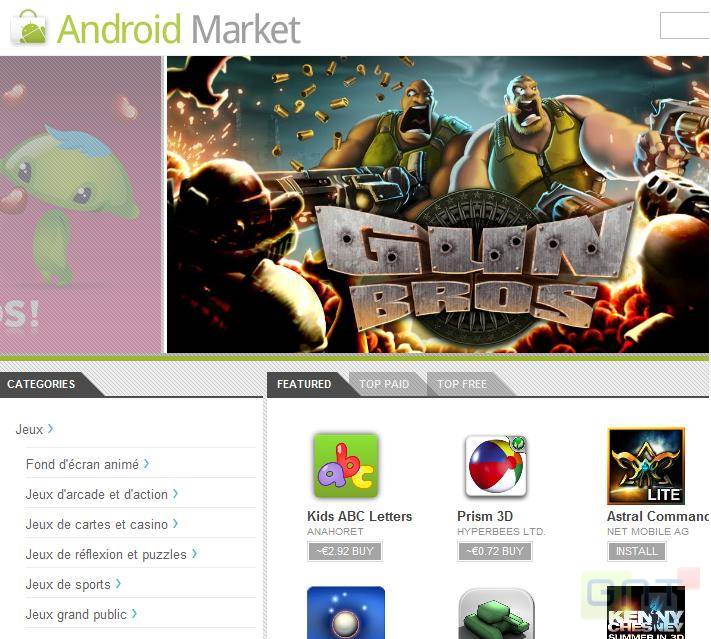 Android Market
GUN
BROS
OS!
CATEGORIES
FEATURED
TOP PAID
TOP FREE
Jeux
Fond d'écran animé
Jeux d'arcade et d'action
Jeux de cartes et casino
Jeux de réflexion et puzzles
Jeux de sports
Jeux grand public
abc
LITE
Kids ABC Letters
Prism 3D
Astral Command
ANAHORET
HYPERBEES LTD.
NET MOBILE AG
~€2.92 BUY
~€0.72 BUY
INSTALL
GNT
KENNY
CHESNEY
SUMMER IN 3D